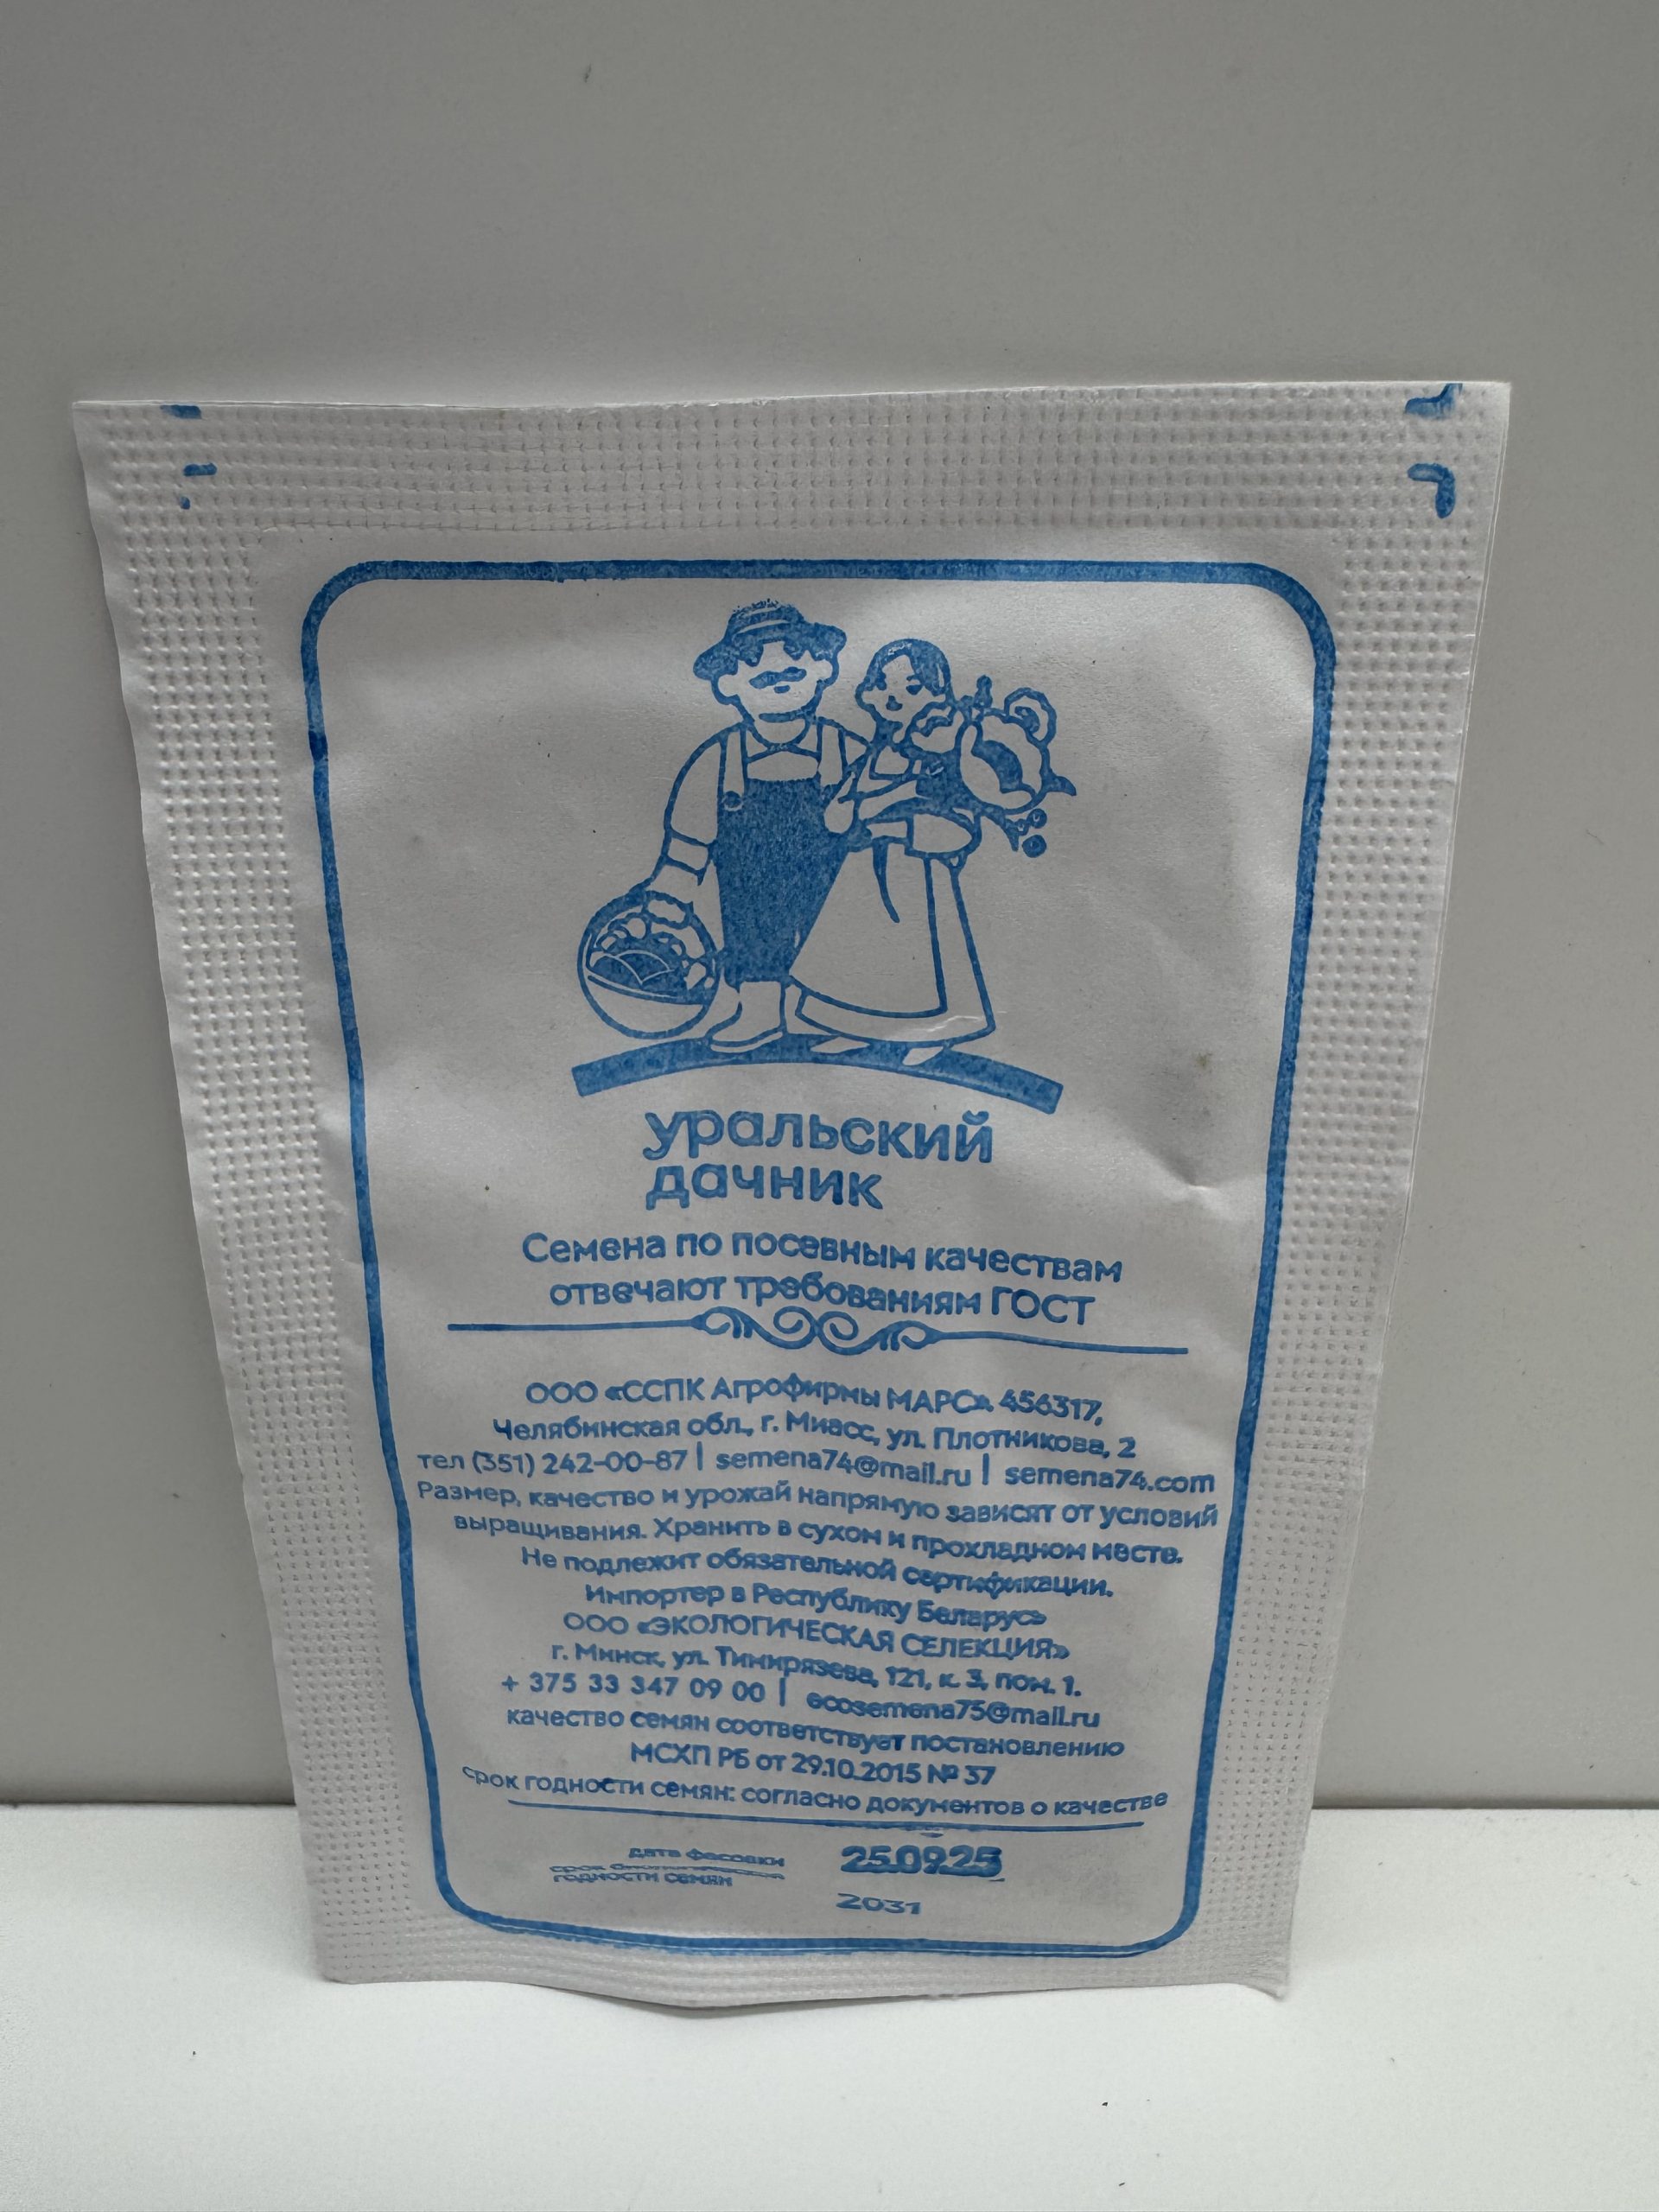 уральский
дачник
Семена по посевным качествам
отвечают требованиям ГОСТ
ООО «ССПК Агрофирмы МАРС» 456317,
Челябинская обл., г. Миасс, ул. Плотникова, 2
тел (351) 242-00-87 | semena74@mail.ru | semena74.com
Размер, качество и урожай напрямую зависят от условий
выращивания. Хранить в сухом и прохладном месте.
Не подлежит обязательной сертификации.
Импортер в Республику Беларусь
ООО «ЭКОЛОГИЧЕСКАЯ СЕЛЕКЦИЯ»
г. Минск, ул. Тимирязева, 121, к. 3, пом. 1.
+ 375 33 347 09 00 | ecosemena75@mail.ru
качество семян соответствует постановлению
МСХП РБ от 29.10.2015 № 37
срок годности семян: согласно документов о качестве
дата фасовки 25.09.25
срок биологической
годности семян 2031